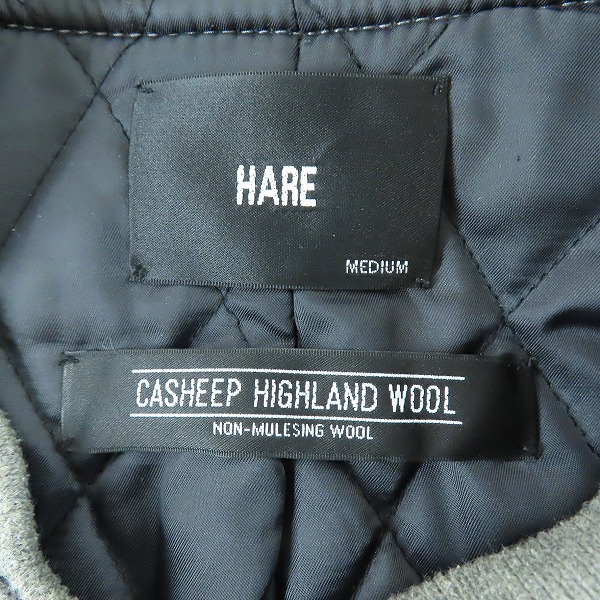 HARE
MEDIUM
CASHEEP HIGHLAND WOOL
NON-MULESING WOOL